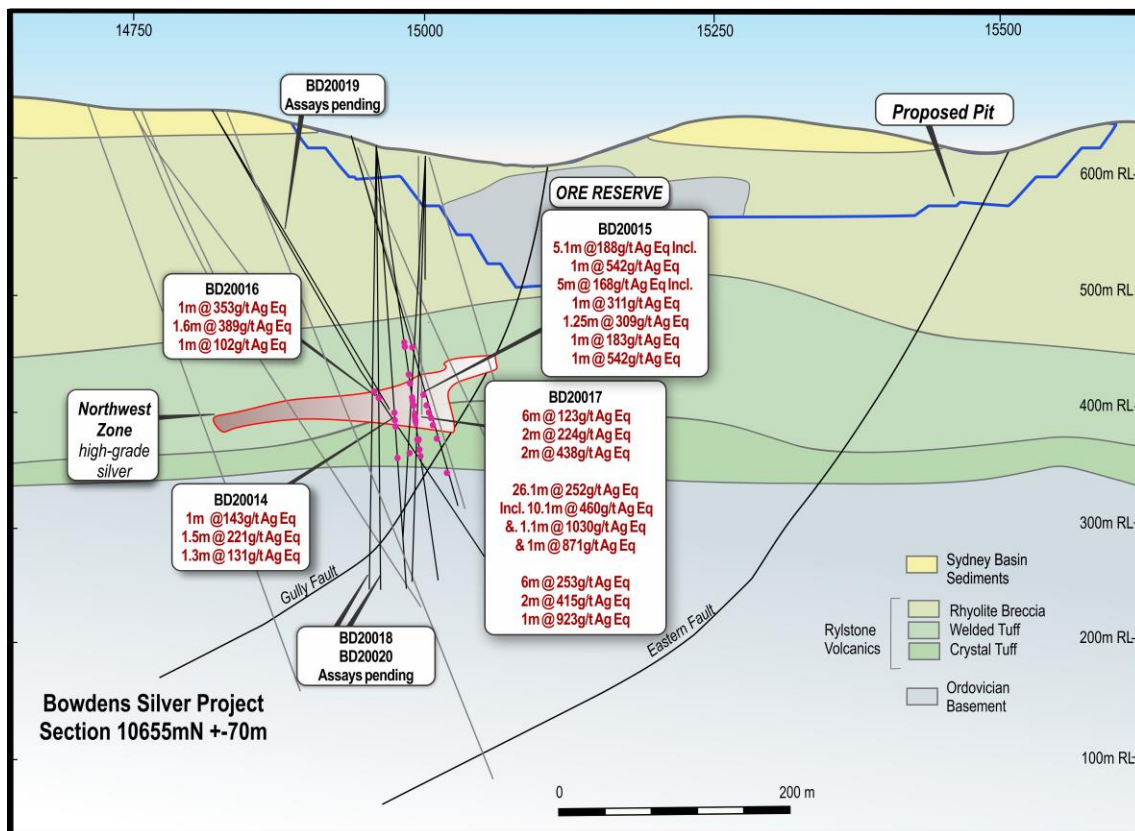 14750
15000
15250
15500
BD20019
Assays pending
Proposed Pit
600m RL
ORE RESERVE
BD20015
5.1m @188g/t Ag Eq Incl.
1m @ 542g/t Ag Eq
5m @ 168g/t Ag Eq Incl.
1m @ 311g/t Ag Eq
1.25m @ 309g/t Ag Eq
1m @ 183g/t Ag Eq
1m @ 542g/t Ag Eq
500m RL
BD20016
1m @ 353g/t Ag Eq
1.6m @ 389g/t Ag Eq
1m @ 102g/t Ag Eq
Northwest
Zone
high-grade
silver
400m RL
BD20017
6m @ 123g/t Ag Eq
2m @ 224g/t Ag Eq
2m @ 438g/t Ag Eq
26.1m @ 252g/t Ag Eq
Incl. 10.1m @ 460g/t Ag Eq
&. 1.1m @ 1030g/t Ag Eq
& 1m @ 871g/t Ag Eq
6m @ 253g/t Ag Eq
2m @ 415g/t Ag Eq
1m @ 923g/t Ag Eq
BD20014
1m @143g/t Ag Eq
1.5m @ 221g/t Ag Eq
1.3m @ 131g/t Ag Eq
300m RL
Gully Fault
Eastern Fault
BD20018
BD20020
Assays pending
Sydney Basin
Sediments
Rylstone
Volcanics
Rhyolite Breccia
Welded Tuff
Crystal Tuff
200m RL
Ordovician
Basement
Bowdens Silver Project
Section 10655mN +-70m
100m RL
0
200 m